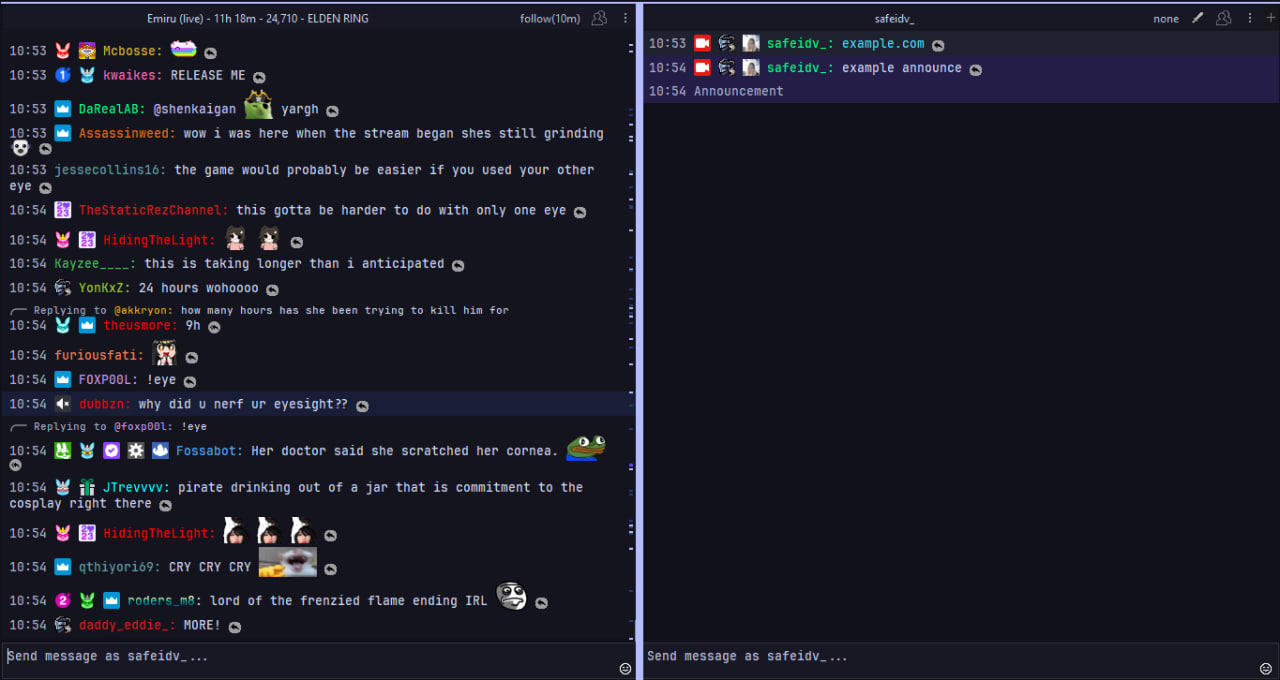 Emiru (live) - 11h 18m - 24,710 - ELDEN RING
follow(10m)
10:53 Mcbosse:
10:53 1 kwaikes: RELEASE ME
10:53 DaRealAB: @shenkaigan yargh
10:53 Assassinweed: wow i was here when the stream began shes still grinding
10:53 jessecollins16: the game would probably be easier if you used your other
eye
10:54 TheStaticRezChannel: this gotta be harder to do with only one eye
10:54 HidingTheLight:
10:54 Kayzee____: this is taking longer than i anticipated
10:54 YonKxZ: 24 hours wohoooo
Replying to @akkryon: how many hours has she been trying to kill him for
10:54 theusmore: 9h
10:54 furiousfati:
10:54 FOXP00L: !eye
10:54 dubbzn: why did u nerf ur eyesight??
Replying to @foxp00l: !eye
10:54 Fossabot: Her doctor said she scratched her cornea.
10:54 JTrevvvv: pirate drinking out of a jar that is commitment to the
cosplay right there
10:54 HidingTheLight:
10:54 qthiyori69: CRY CRY CRY
10:54 2 roders_m8: lord of the frenzied flame ending IRL
10:54 daddy_eddie_: MORE!
Send message as safeidv_...
safeidv_
none
10:53 safeidv_: example.com
10:54 safeidv_: example announce
10:54 Announcement
Send message as safeidv_...